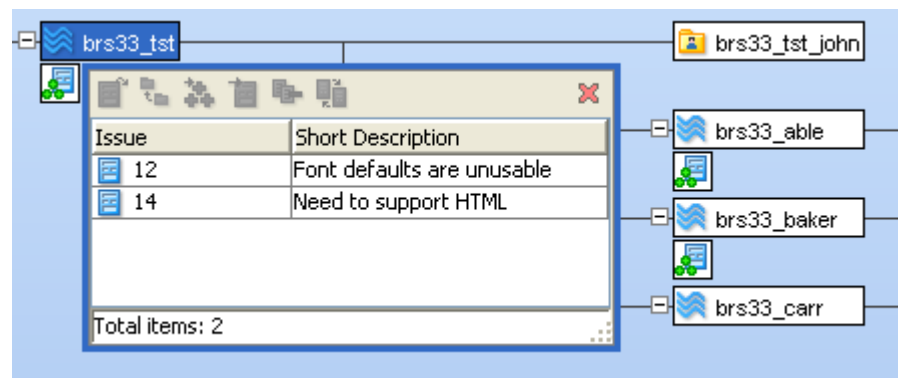 brs33_tst
brs33_tst_john
Issue Short Description
12 Font defaults are unusable
14 Need to support HTML
Total items: 2
brs33_able
brs33_baker
brs33_carr